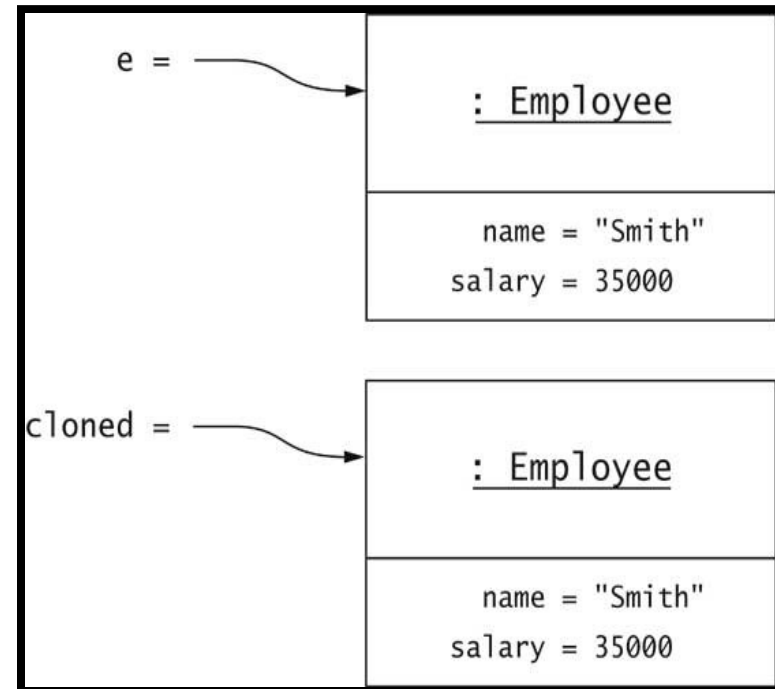 e =
: Employee
name = "Smith"
salary = 35000
cloned =
: Employee
name = "Smith"
salary = 35000